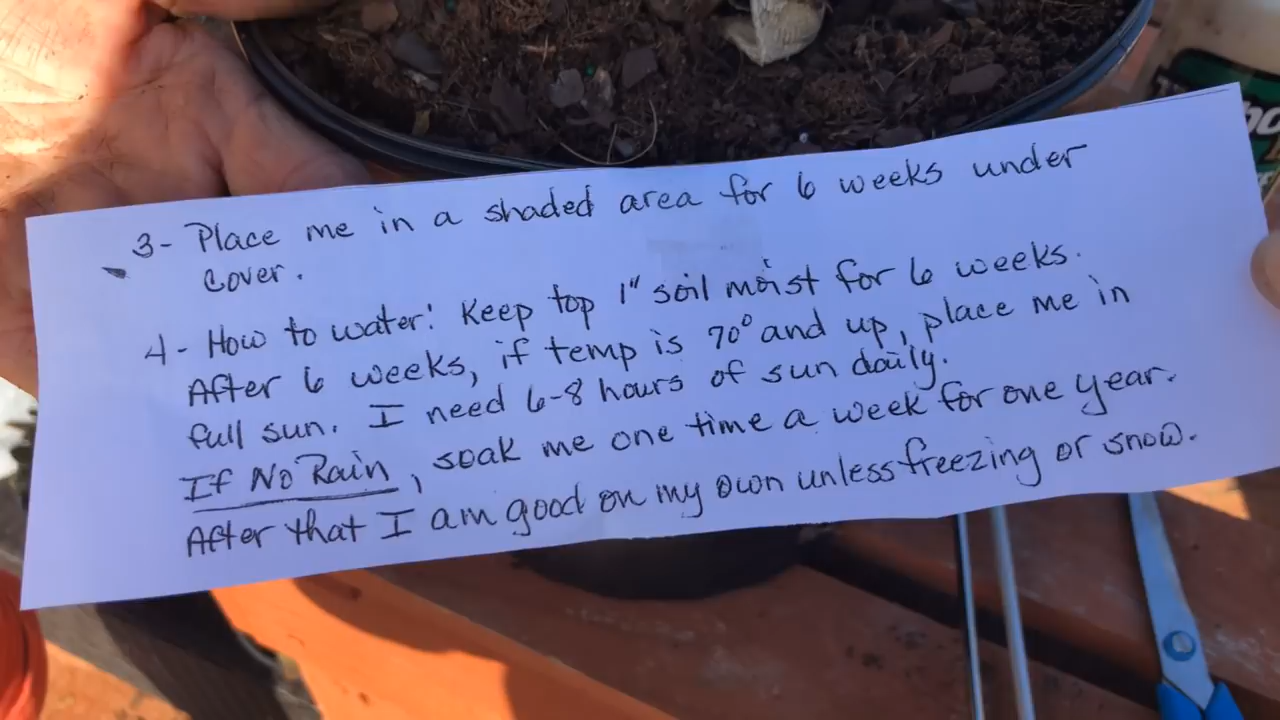 3- Place me in a shaded area for 6 weeks under
cover.
4- How to water: Keep top 1" soil moist for 6 weeks.
After 6 weeks, if temp is 70° and up, place me in
full sun. I need 6-8 hours of sun daily.
If No Rain, soak me one time a week for one year.
After that I am good on my own unless freezing or snow.